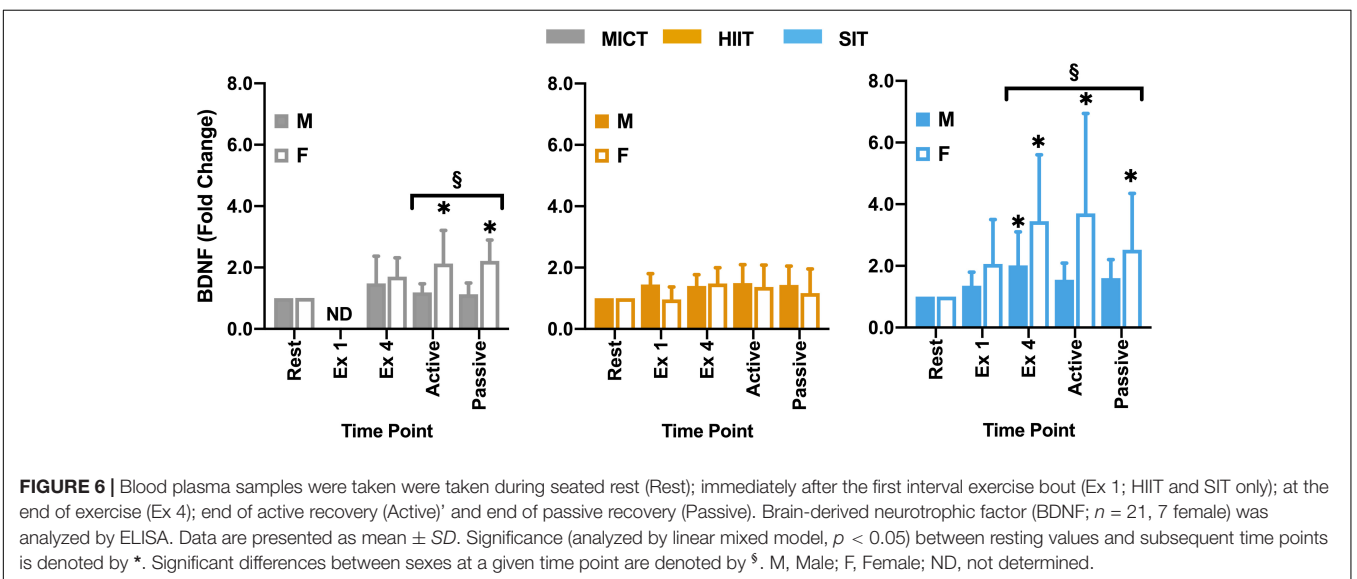 MICT HIIT SIT
BDNF (Fold Change)
8.0
6.0
4.0
2.0
0.0
M
F
ND
§
*
*
Rest
Ex 1
Ex 4
Active
Passive
Time Point
8.0
6.0
4.0
2.0
0.0
M
F
Rest
Ex 1
Ex 4
Active
Passive
Time Point
8.0
6.0
4.0
2.0
0.0
M
F
§
*
*
*
*
Rest
Ex 1
Ex 4
Active
Passive
Time Point
FIGURE 6 | Blood plasma samples were taken were taken during seated rest (Rest); immediately after the first interval exercise bout (Ex 1; HIIT and SIT only); at the
end of exercise (Ex 4); end of active recovery (Active)’ and end of passive recovery (Passive). Brain-derived neurotrophic factor (BDNF; n = 21, 7 female) was
analyzed by ELISA. Data are presented as mean ± SD. Significance (analyzed by linear mixed model, p < 0.05) between resting values and subsequent time points
is denoted by *. Significant differences between sexes at a given time point are denoted by §. M, Male; F, Female; ND, not determined.